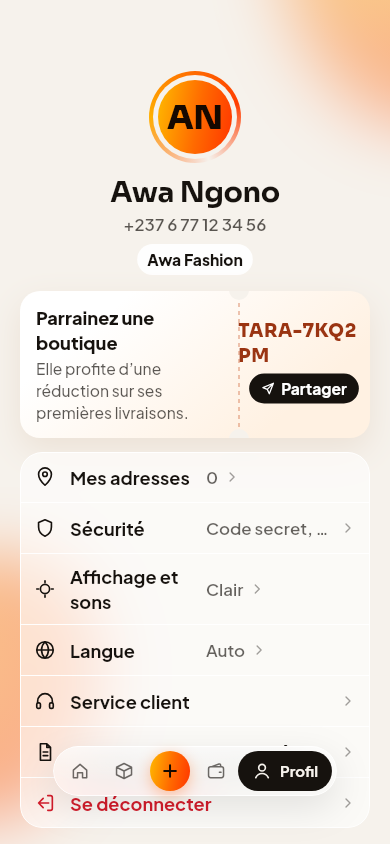 AN
Awa Ngono
+237 6 77 12 34 56
Awa Fashion
Parrainez une
boutique
Elle profite d’une
réduction sur ses
premières livraisons.
TARA-7KQ2
PM
Partager
Mes adresses 0
Sécurité Code secret, …
Affichage et
sons
Clair
Langue Auto
Service client
Profil
Se déconnecter